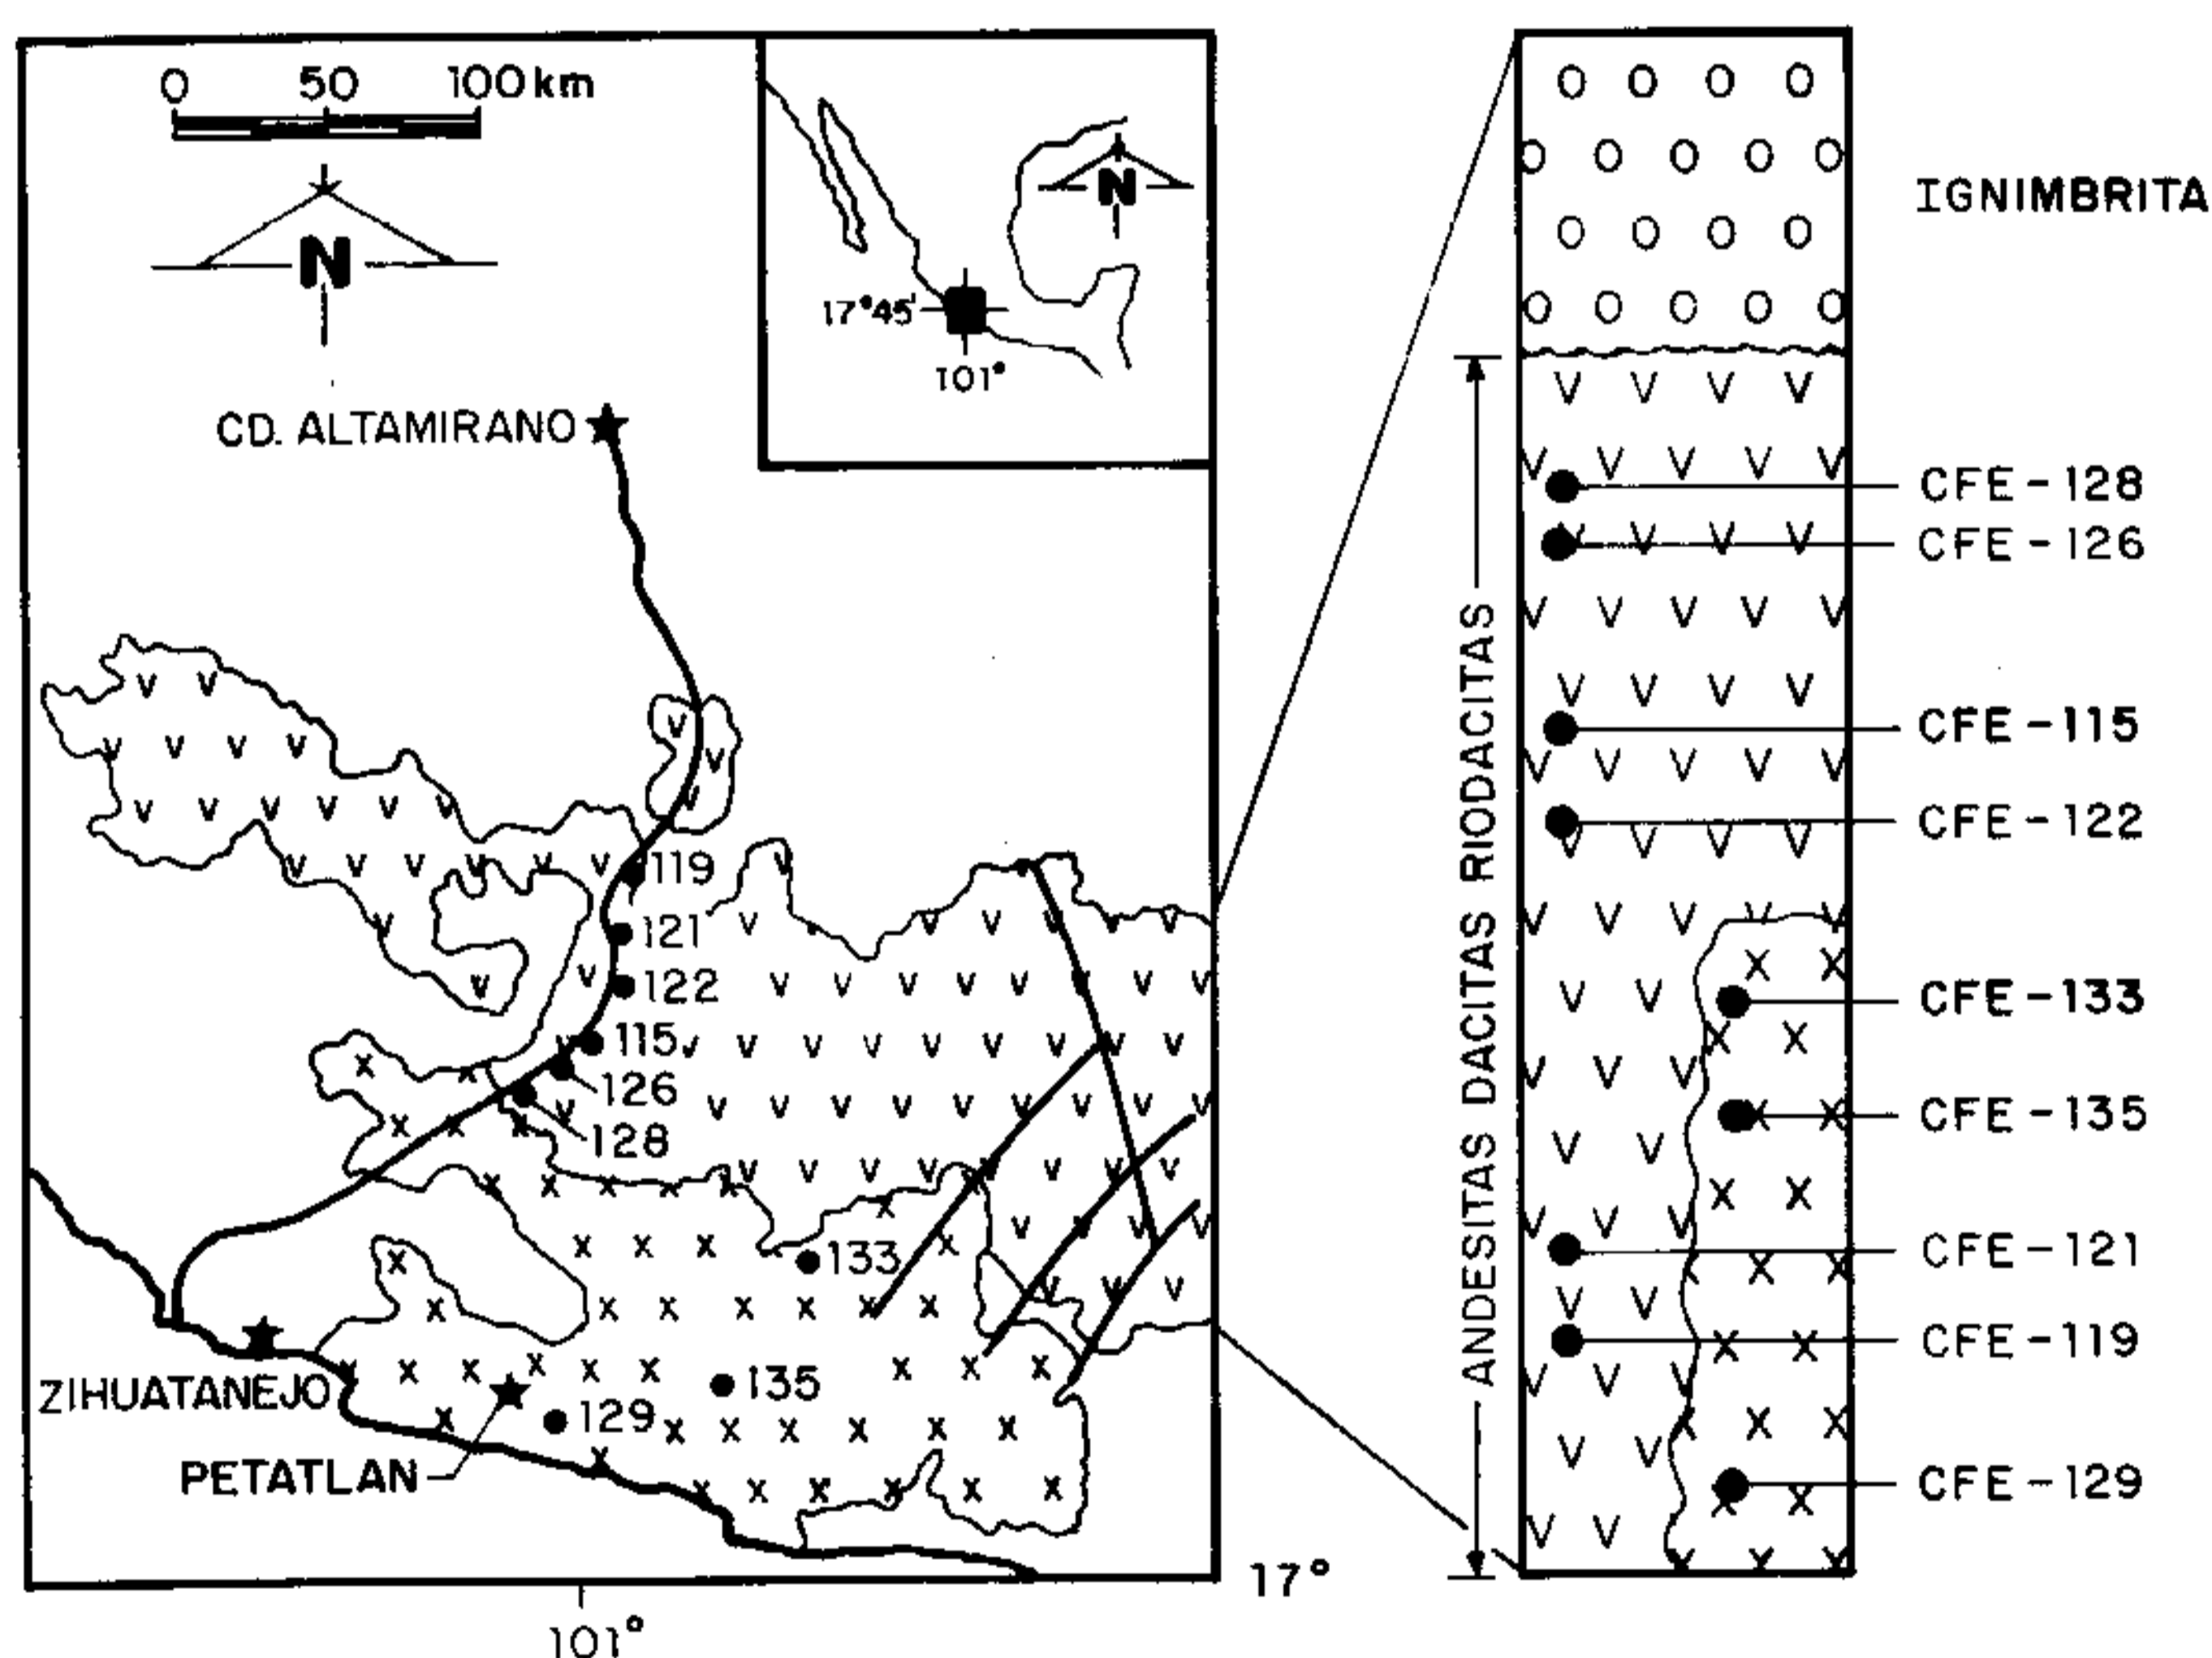 0 50 100 km
N
N
17°45'
101°
CD. ALTAMIRANO
119
121
122
115
126
128
133
135
129
ZIHUATANEJO
PETATLAN
17°
101°
IGNIMBRITA
ANDESITAS DACITAS RIODACITAS
CFE-128
CFE-126
CFE-115
CFE-122
CFE-133
CFE-135
CFE-121
CFE-119
CFE-129